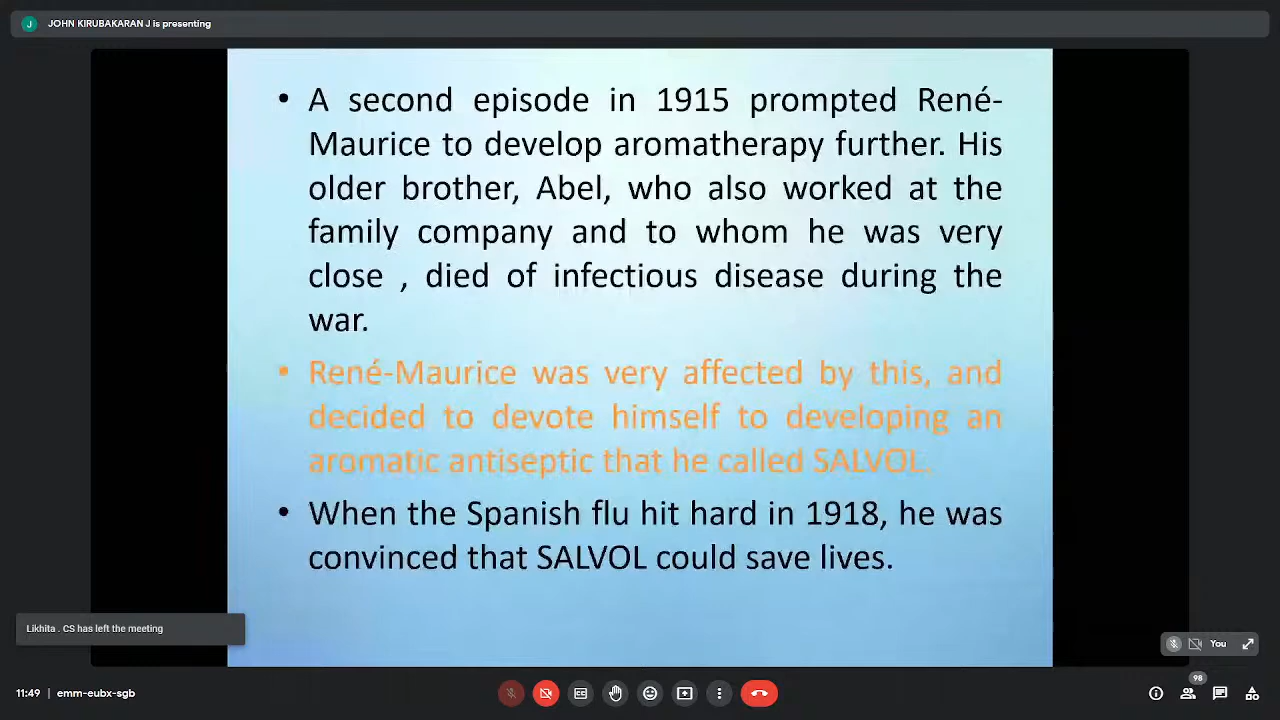 J JOHN KIRUBAKARAN J is presenting
• A second episode in 1915 prompted René-
Maurice to develop aromatherapy further. His
older brother, Abel, who also worked at the
family company and to whom he was very
close , died of infectious disease during the
war.
• René-Maurice was very affected by this, and
decided to devote himself to developing an
aromatic antiseptic that he called SALVOL.
• When the Spanish flu hit hard in 1918, he was
convinced that SALVOL could save lives.
Likhita . CS has left the meeting
You
98
11:49 | emm-eubx-sgb